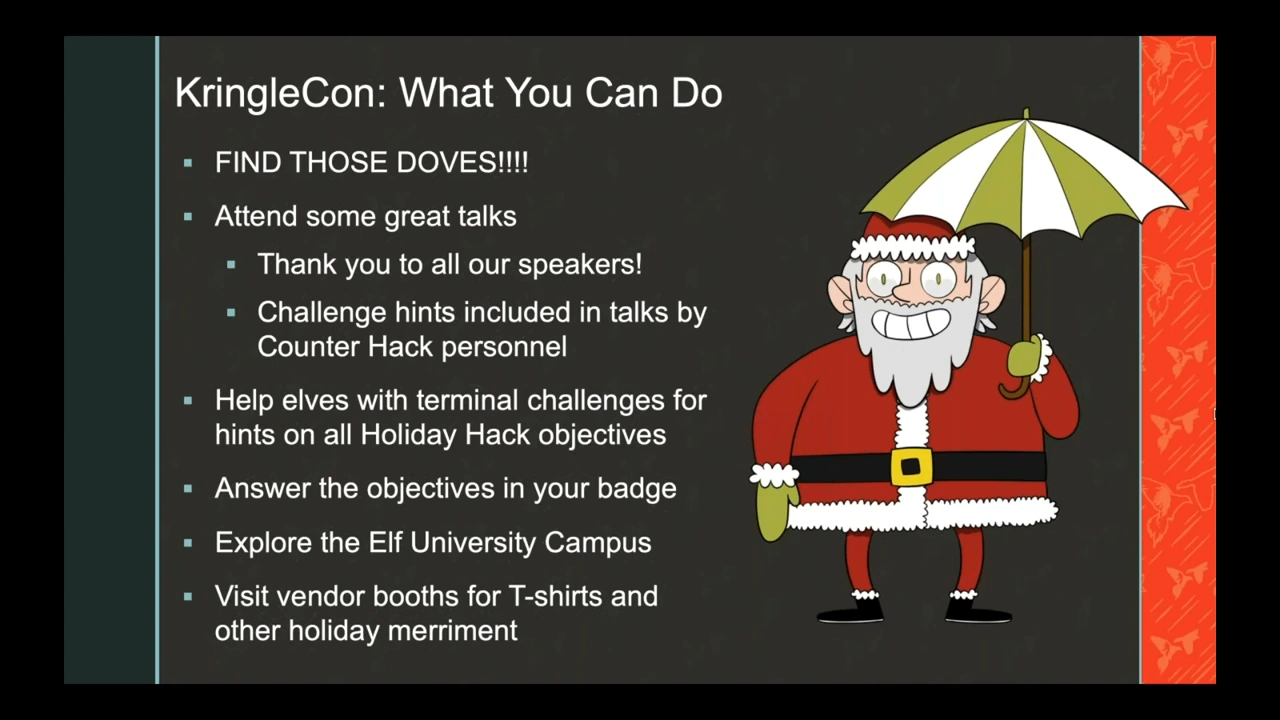 KringleCon: What You Can Do
▪ FIND THOSE DOVES!!!!
▪ Attend some great talks
▪ Thank you to all our speakers!
▪ Challenge hints included in talks by
Counter Hack personnel
▪ Help elves with terminal challenges for
hints on all Holiday Hack objectives
▪ Answer the objectives in your badge
▪ Explore the Elf University Campus
▪ Visit vendor booths for T-shirts and
other holiday merriment